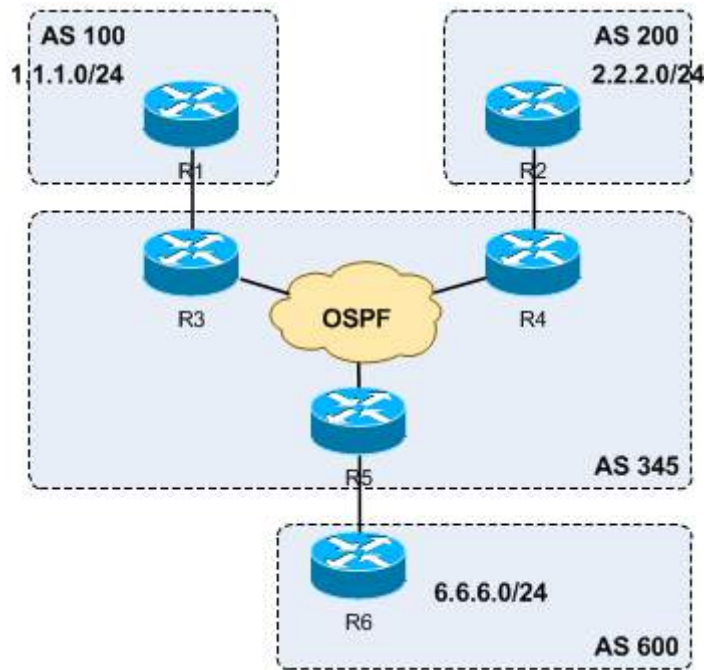 AS 100
AS 200
1.1.1.0/24
2.2.2.0/24
R1
R2
R3
OSPF
R4
R5
AS 345
6.6.6.0/24
R6
AS 600